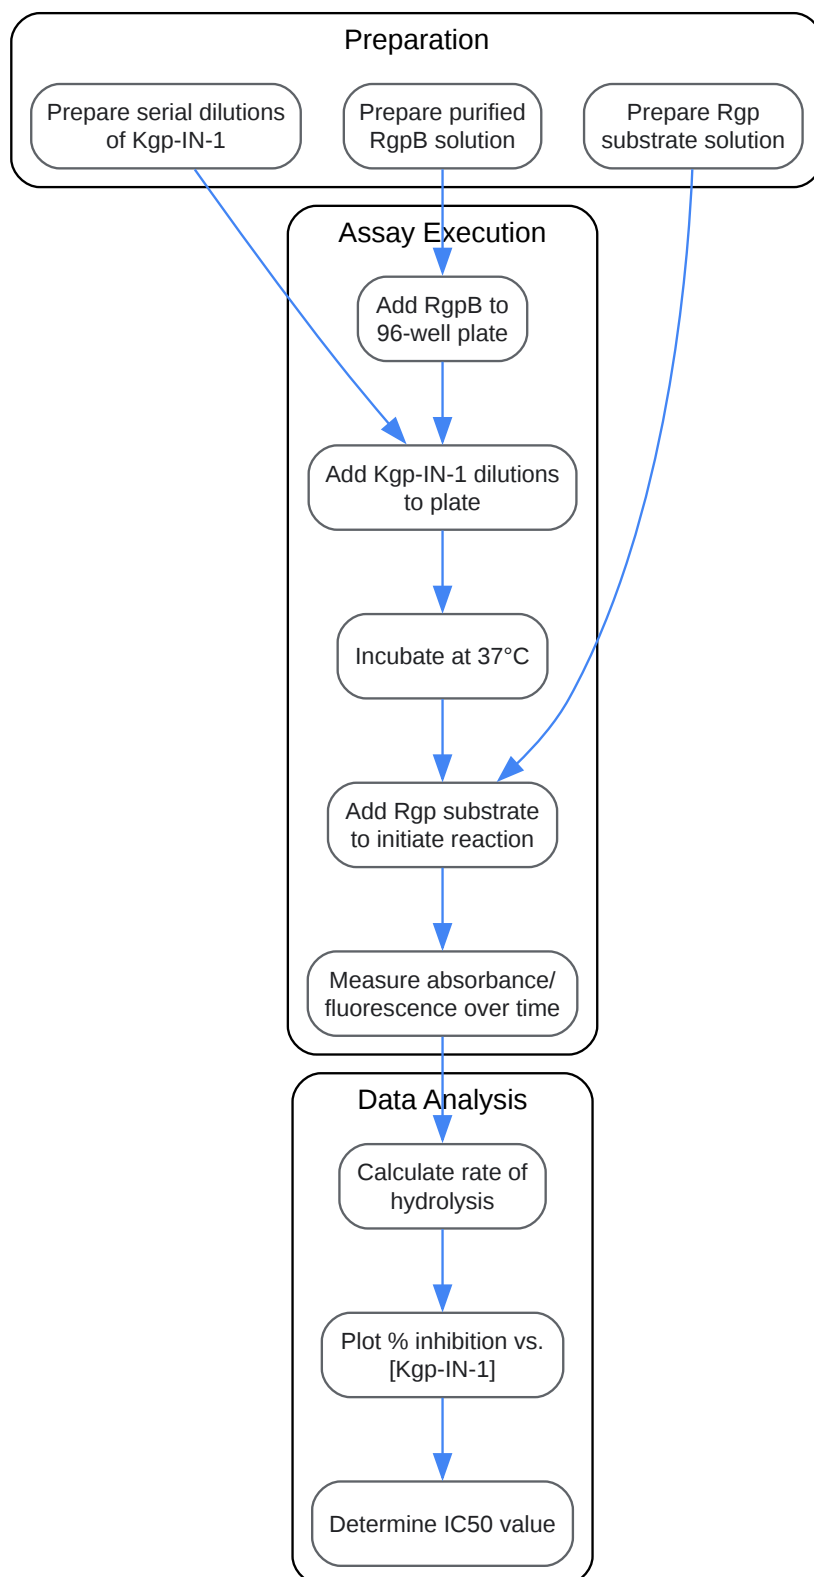 Preparation
Prepare serial dilutions
of Kgp-IN-1
Prepare purified
RgpB solution
Prepare Rgp
substrate solution
Assay Execution
Add RgpB to
96-well plate
Add Kgp-IN-1 dilutions
to plate
Incubate at 37°C
Add Rgp substrate
to initiate reaction
Measure absorbance/
fluorescence over time
Data Analysis
Calculate rate of
hydrolysis
Plot % inhibition vs.
[Kgp-IN-1]
Determine IC50 value